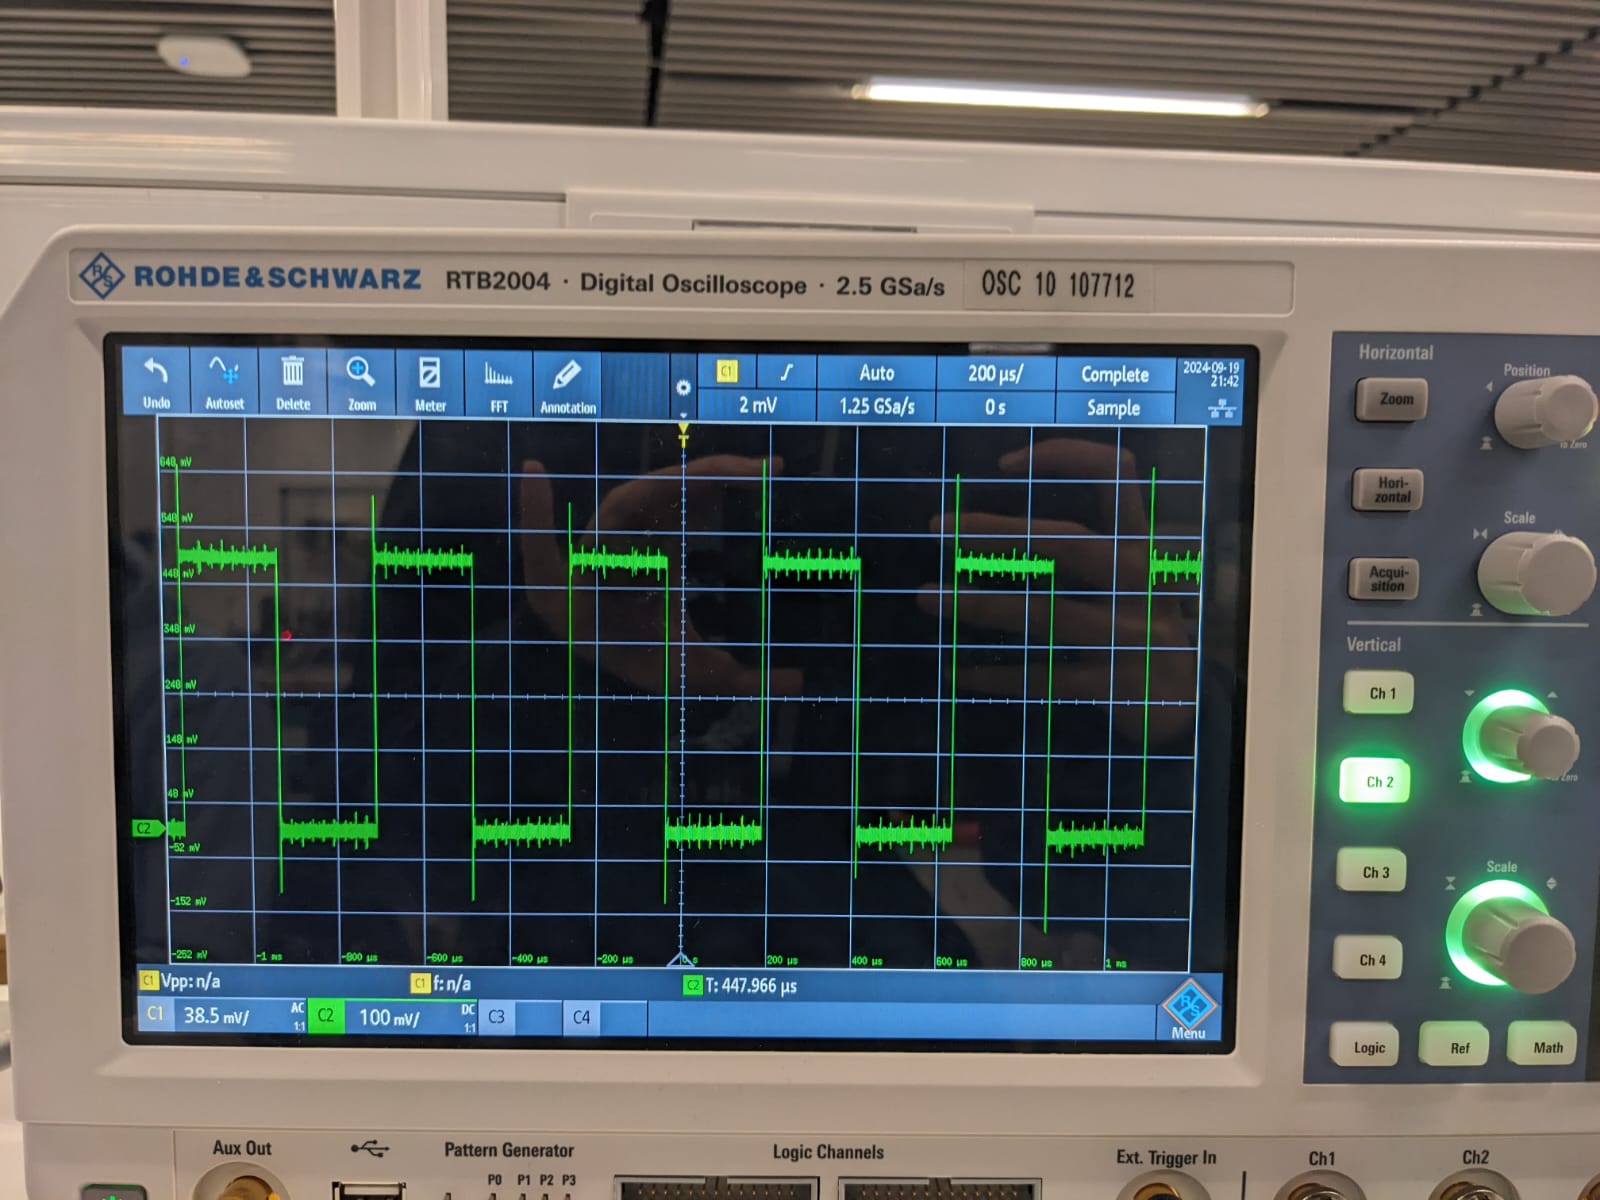 ROHDE & SCHWARZ RTB2004 · Digital Oscilloscope · 2.5 GSa/s OSC 10 107712
Undo Autoset Delete Zoom Meter FFT Annotation
C1 Auto 200 µs/ Complete 2024-09-19
21:42
2 mV 1.25 GSa/s 0 s Sample
T
640 mV
540 mV
440 mV
340 mV
240 mV
148 mV
48 mV
C2
-52 mV
-152 mV
-252 mV -1 ms -800 µs -600 µs -400 µs -200 µs 0 s 200 µs 400 µs 600 µs 800 µs 1 ms
C1 Vpp: n/a C1 f: n/a C2 T: 447.966 µs
C1 38.5 mV/ AC 1:1 C2 100 mV/ DC 1:1 C3 C4
R&S
Menu
Horizontal
Position
Zoom
to Zero
Hori-
zontal
Scale
Acqui-
sition
Vertical
Ch 1
Zero
Ch 2
Scale
Ch 3
Ch 4
Logic Ref Math
Aux Out Pattern Generator Logic Channels Ext. Trigger In Ch1 Ch2
P0 P1 P2 P3